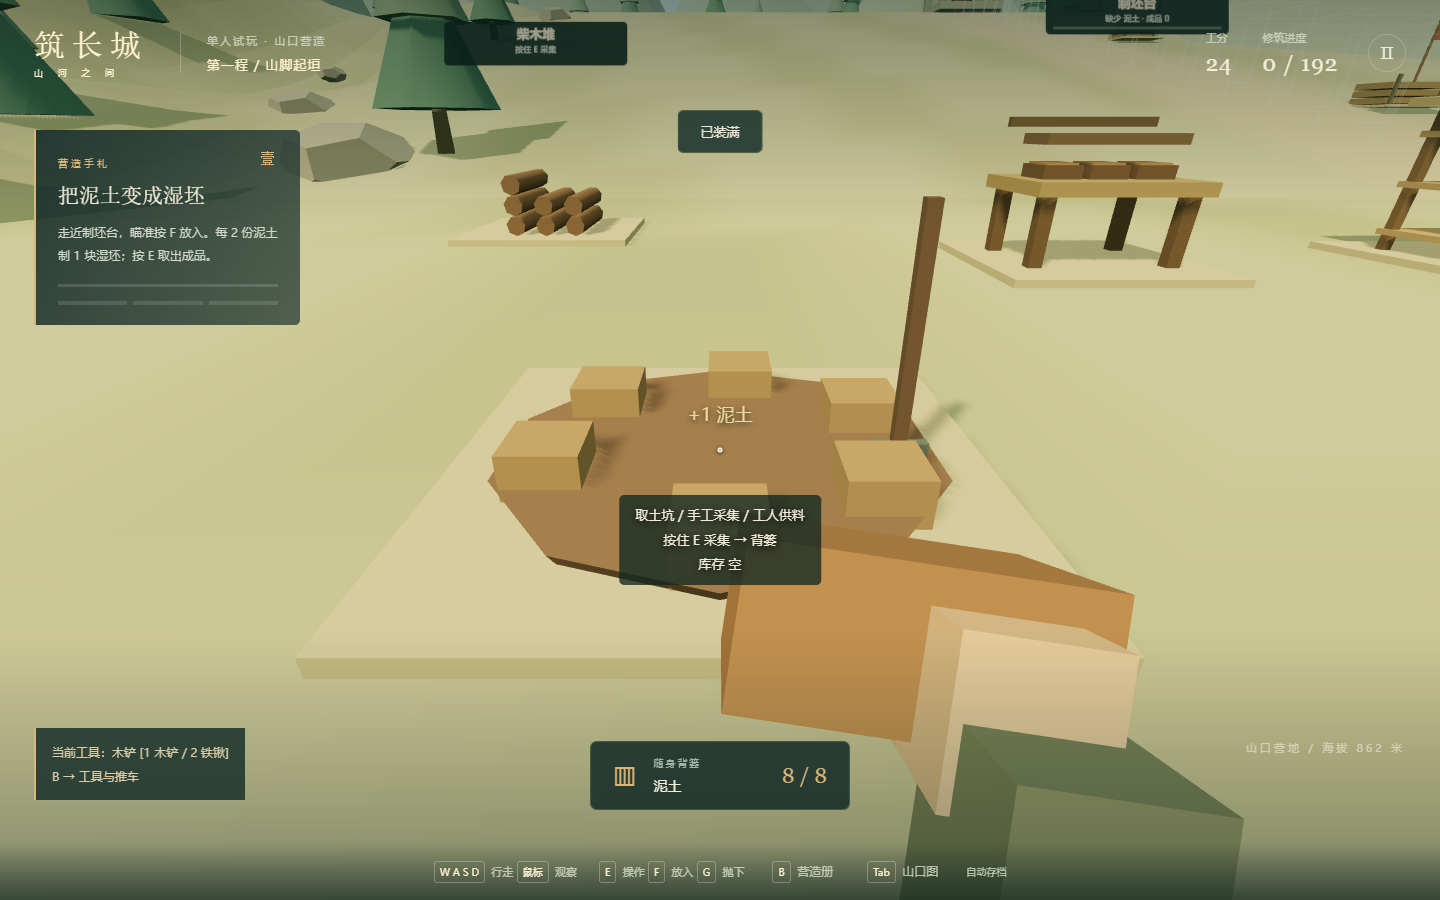 筑长城
山河之间
单人试玩 · 山口营造
第一程 / 山脚起垣
柴木堆
按住 E 采集
制坯台
缺少 泥土 · 成品 0
工分
24
修筑进度
0 / 192
II
已装满
营造手札
壹
把泥土变成湿坯
走近制坯台，瞄准按 F 放入。每 2 份泥土
制 1 块湿坯；按 E 取出成品。
+1 泥土
取土坑 / 手工采集 / 工人供料
按住 E 采集 → 背篓
库存 空
当前工具：木铲 [1 木铲 / 2 铁锹]
B → 工具与推车
随身背篓
泥土
8 / 8
山口营地 / 海拔 862 米
WASD 行走 鼠标 观察 E 操作 F 放入 G 抛下 B 营造册 Tab 山口图 自动存档